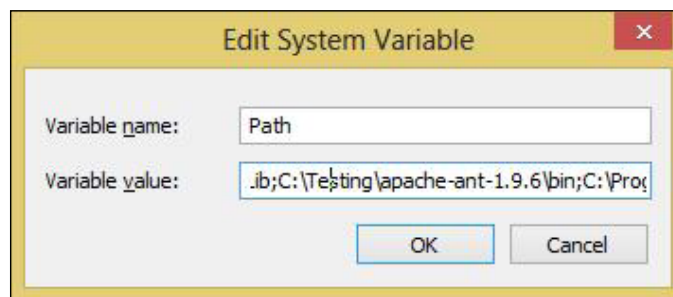 Edit System Variable
Variable name: Path
Variable value: .ib;C:\Testing\apache-ant-1.9.6\bin;C:\Prog
OK Cancel